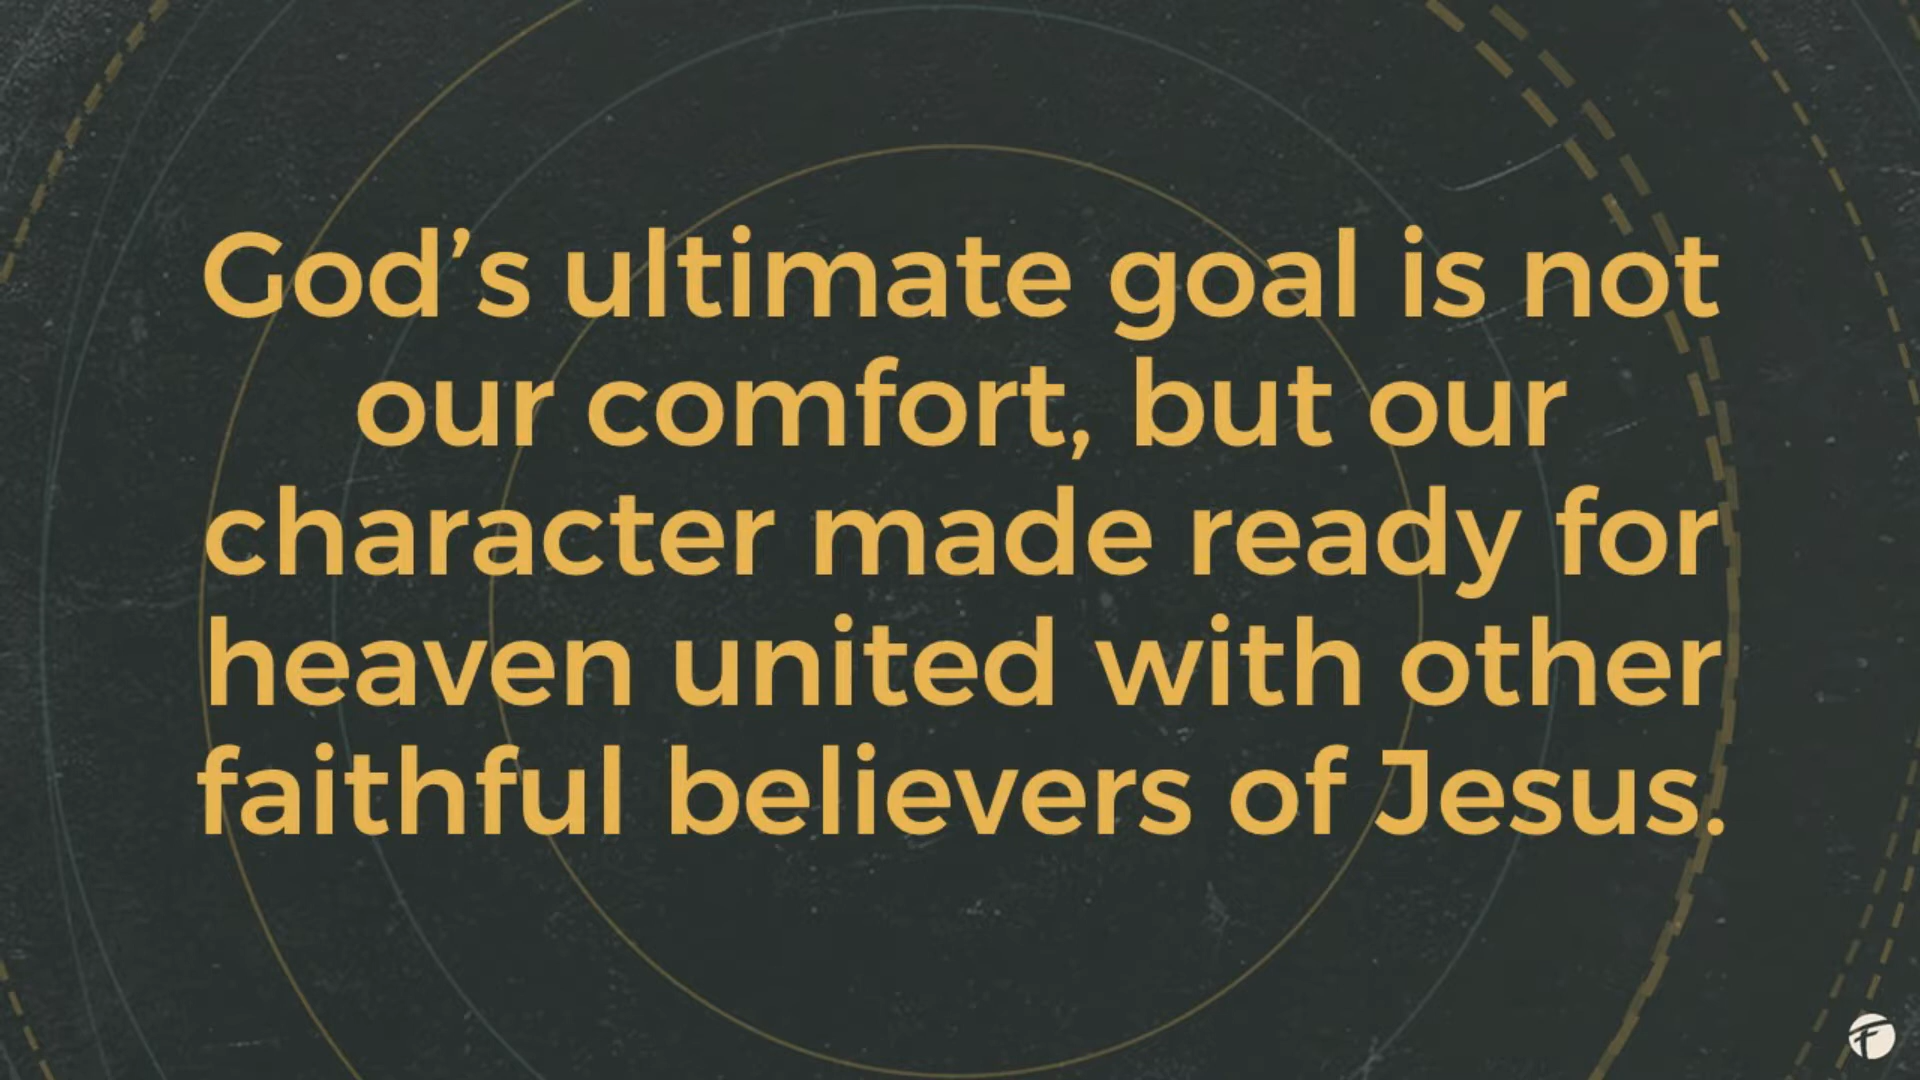 God’s ultimate goal is not
our comfort, but our
character made ready for
heaven united with other
faithful believers of Jesus.